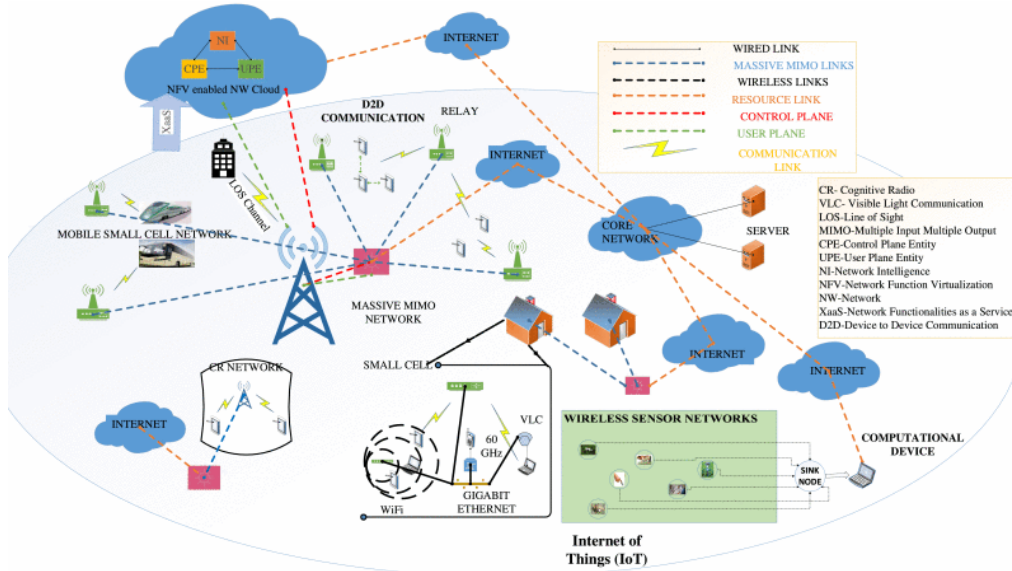 NI
CPE
UPE
NFV enabled NW Cloud
XaaS
INTERNET
WIRED LINK
MASSIVE MIMO LINKS
WIRELESS LINKS
RESOURCE LINK
CONTROL PLANE
USER PLANE
COMMUNICATION
LINK
D2D
COMMUNICATION
RELAY
LOS Channel
INTERNET
MOBILE SMALL CELL NETWORK
CORE
NETWORK
SERVER
CR- Cognitive Radio
VLC- Visible Light Communication
LOS-Line of Sight
MIMO-Multiple Input Multiple Output
CPE-Control Plane Entity
UPE-User Plane Entity
NI-Network Intelligence
NFV-Network Function Virtualization
NW-Network
XaaS-Network Functionalities as a Service
D2D-Device to Device Communication
MASSIVE MIMO
NETWORK
SMALL CELL
INTERNET
INTERNET
CR NETWORK
INTERNET
60
GHz
VLC
WiFi
GIGABIT
ETHERNET
WIRELESS SENSOR NETWORKS
SINK
NODE
COMPUTATIONAL
DEVICE
Internet of
Things (IoT)